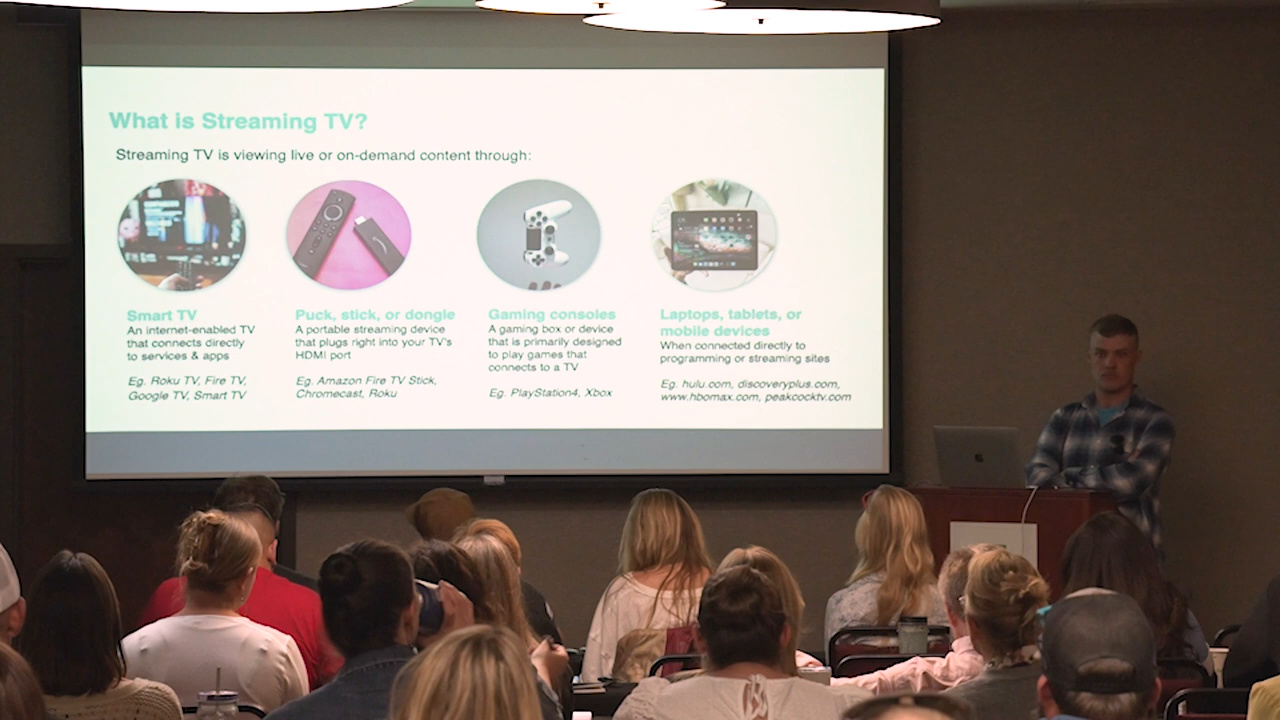 What is Streaming TV?
Streaming TV is viewing live or on-demand content through:
Smart TV
An internet-enabled TV
that connects directly
to services & apps
Eg. Roku TV, Fire TV,
Google TV, Smart TV
Puck, stick, or dongle
A portable streaming device
that plugs right into your TV's
HDMI port
Eg. Amazon Fire TV Stick,
Chromecast, Roku
Gaming consoles
A gaming box or device
that is primarily designed
to play games that
connects to a TV
Eg. PlayStation4, Xbox
Laptops, tablets, or
mobile devices
When connected directly to
programming or streaming sites
Eg. hulu.com, discoveryplus.com,
www.hbomax.com, peakcocktv.com